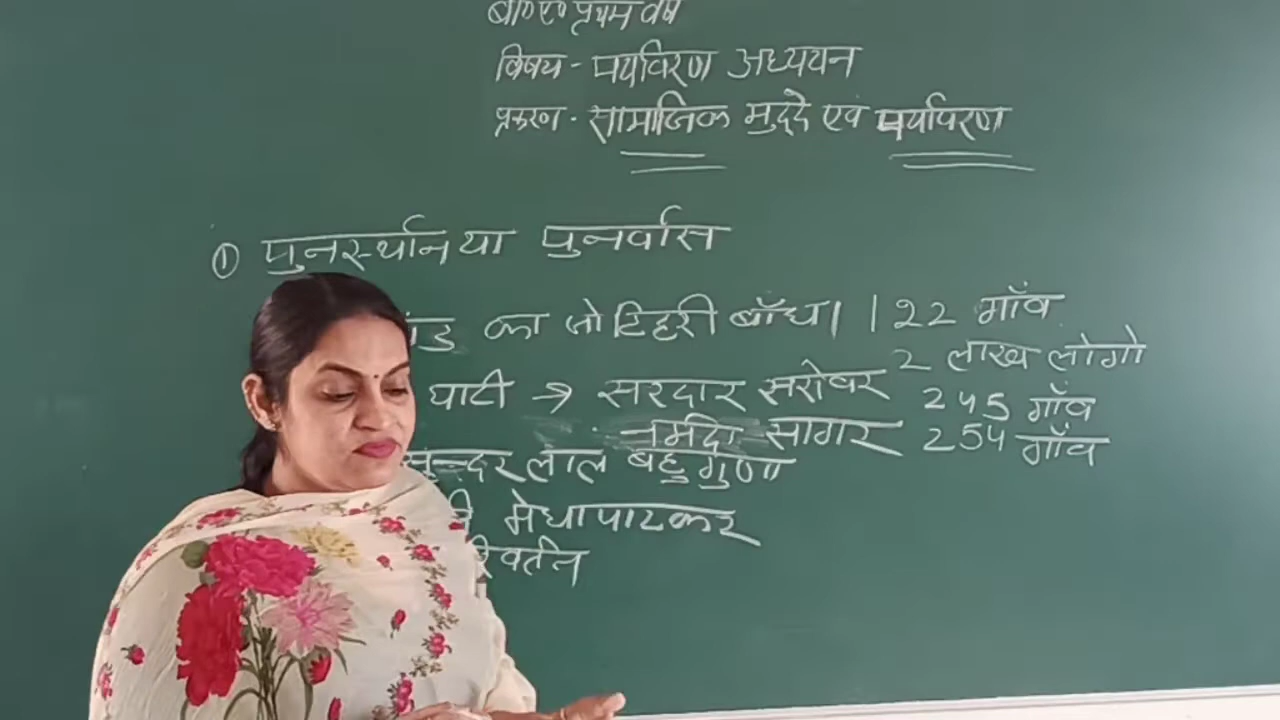 बी०ए० प्रथम वर्ष
विषय - पर्यावरण अध्ययन
प्रकरण - सामाजिक मुद्दे एवं पर्यावरण
① पुनर्स्थान या पुनर्वास
का जो टिहरी बाँध। | 22 गाँव
2 लाख लोगो
घाटी → सरदार सरोवर 245 गाँव
नर्मदा सागर 254 गाँव
सुन्दरलाल बहुगुणा
मेधापाटकर